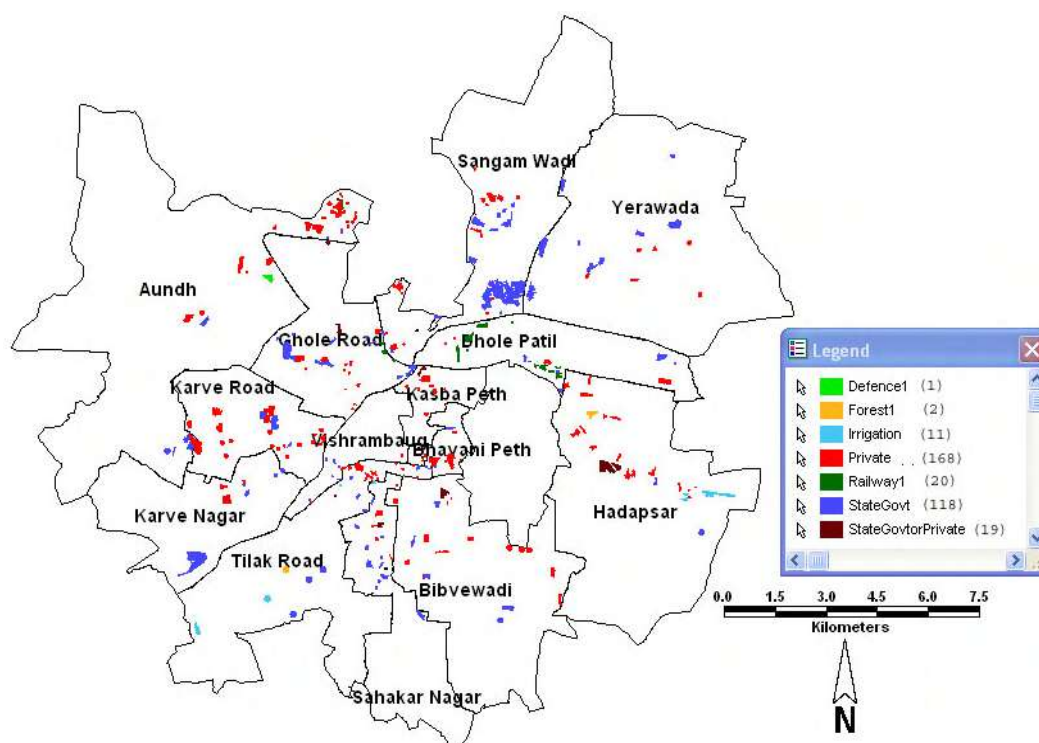 Sangam Wadi
Yerawada
Aundh
Ghole Road
Dhole Patil
Karve Road
Kasba Peth
Vishrambaug
Bhavani Peth
Karve Nagar
Hadapsar
Tilak Road
Bibvewadi
Sahakar Nagar
Legend
Defence1 (1)
Forest1 (2)
Irrigation (11)
Private (168)
Railway1 (20)
StateGovt (118)
StateGovtorPrivate (19)
0.0 1.5 3.0 4.5 6.0 7.5
Kilometers
N